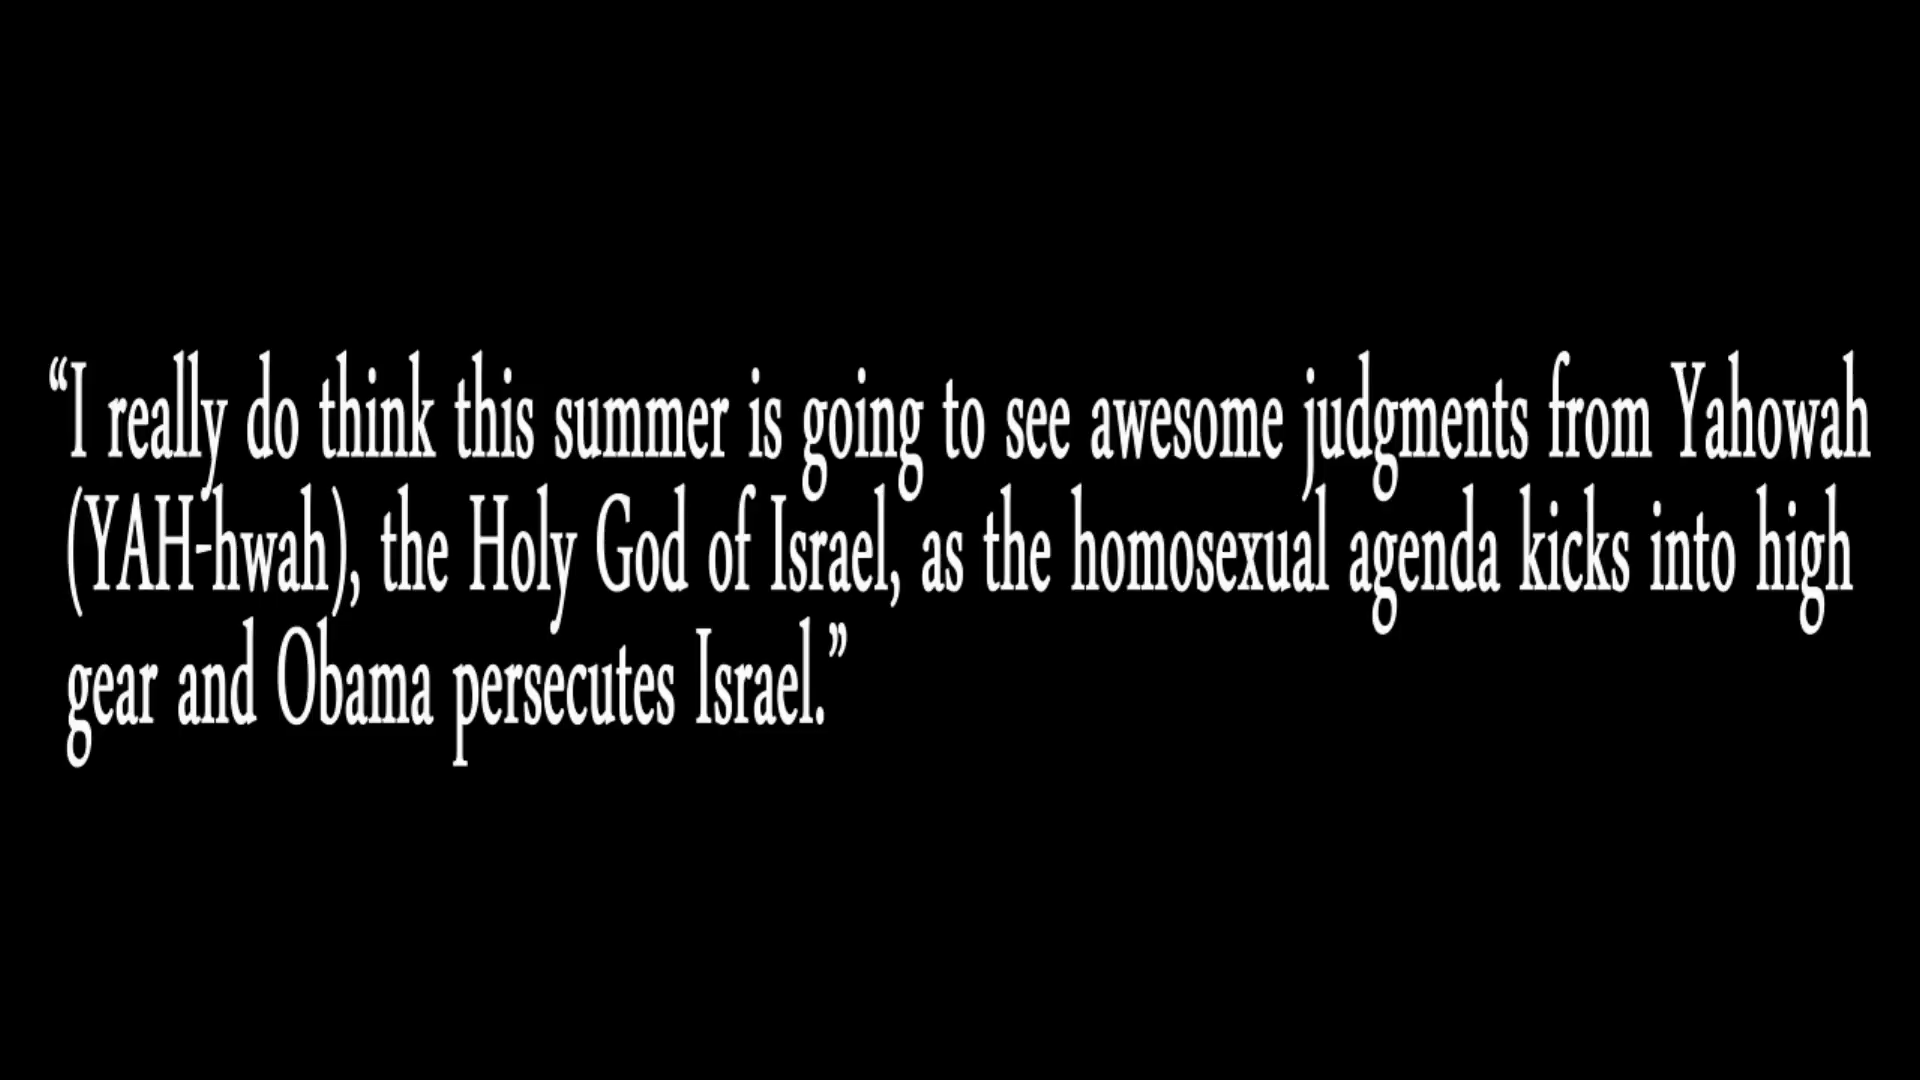 “I really do think this summer is going to see awesome judgments from Yahowah
(YAH-hwah), the Holy God of Israel, as the homosexual agenda kicks into high
gear and Obama persecutes Israel.”